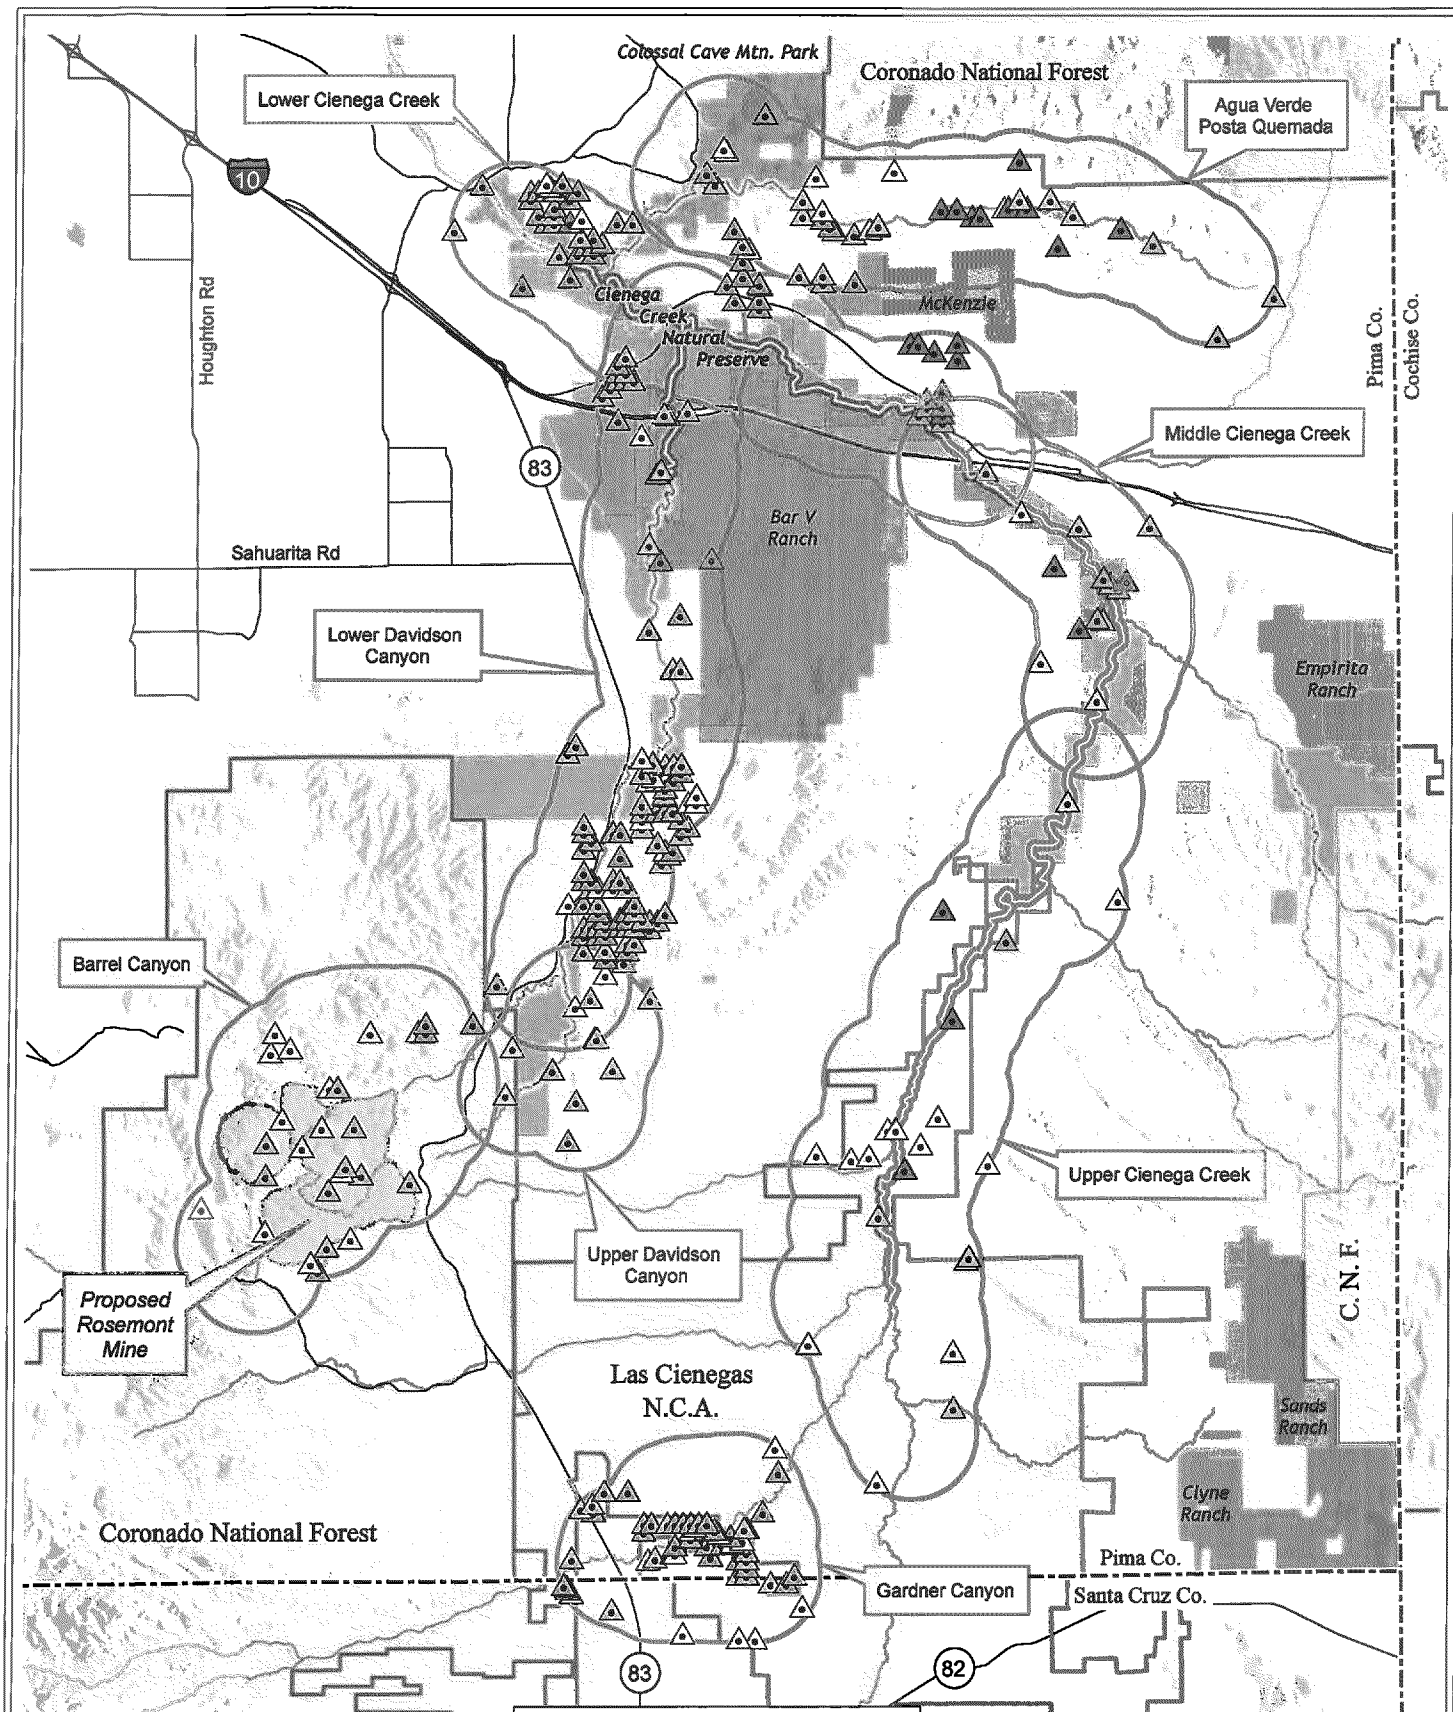 Colossal Cave Mtn. Park
Coronado National Forest
Lower Cienega Creek
Agua Verde
Posta Quemada
10
Houghton Rd
Cienega
Creek
Natural
Preserve
McKenzie
Pima Co.
Cochise Co.
Middle Cienega Creek
83
Bar V
Ranch
Sahuarita Rd
Lower Davidson
Canyon
Empirita
Ranch
Barrel Canyon
Upper Cienega Creek
Upper Davidson
Canyon
Proposed
Rosemont
Mine
C. N. F.
Las Cienegas
N.C.A.
Sands
Ranch
Clyne
Ranch
Coronado National Forest
Pima Co.
Gardner Canyon
Santa Cruz Co.
83
82